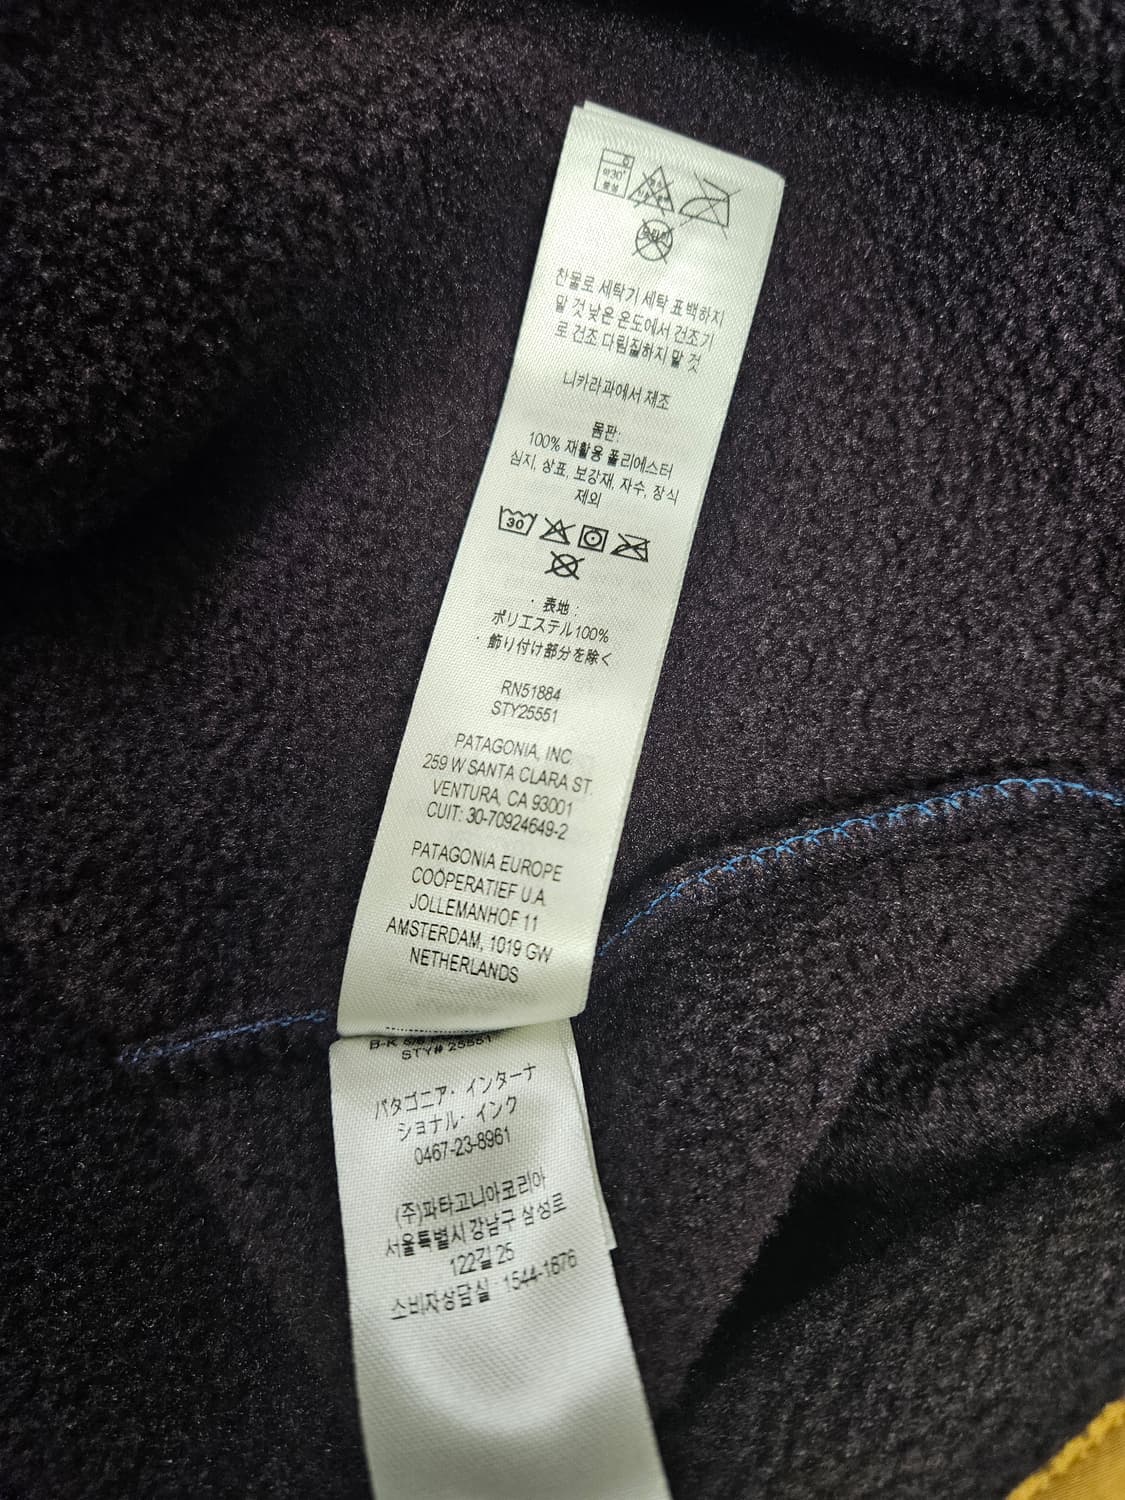 약30°
중성
찬물로 세탁기 세탁 표백하지
말 것 낮은 온도에서 건조기
로 건조 다림질하지 말 것
니카라과에서 제조
몸판:
100% 재활용 폴리에스터
심지, 상표, 보강재, 자수, 장식
제외
30
・ 表地 :
ポリエステル100%
・ 飾り付け部分を除く
RN51884
STY25551
PATAGONIA, INC
259 W SANTA CLARA ST.
VENTURA, CA 93001
CUIT: 30-70924649-2
PATAGONIA EUROPE
COÖPERATIEF U.A.
JOLLEMANHOF 11
AMSTERDAM, 1019 GW
NETHERLANDS
B-K
STY# 25551
パタゴニア・インターナ
ショナル・インク
0467-23-8961
(주)파타고니아코리아
서울특별시 강남구 삼성로
122길 25
소비자상담실 1544-1876